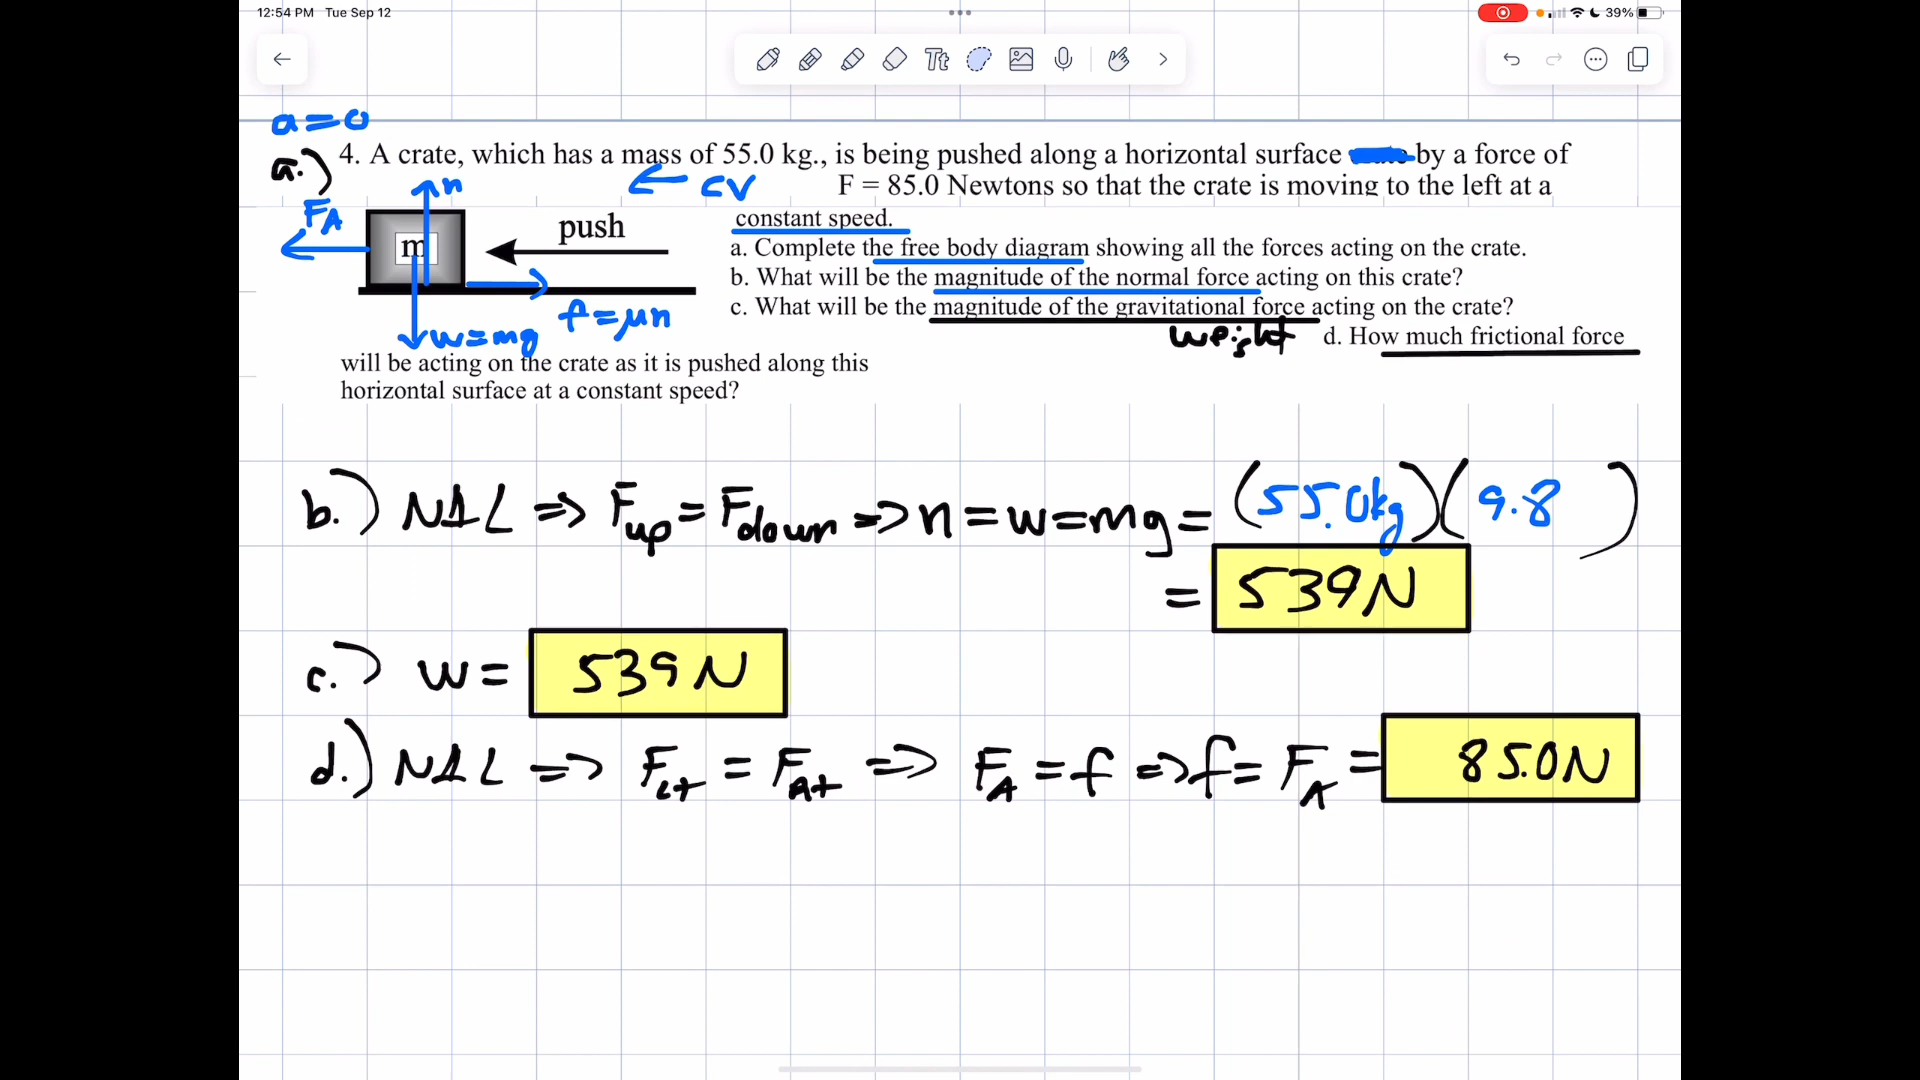 12:54 PM Tue Sep 12
39%
Tt
a=0
a.) 4. A crate, which has a mass of 55.0 kg., is being pushed along a horizontal surface by a force of
n ← CV F = 85.0 Newtons so that the crate is moving to the left at a
FA push constant speed.
m a. Complete the free body diagram showing all the forces acting on the crate.
b. What will be the magnitude of the normal force acting on this crate?
f=μn c. What will be the magnitude of the gravitational force acting on the crate?
w=mg weight d. How much frictional force
will be acting on the crate as it is pushed along this
horizontal surface at a constant speed?
b.) N1L => Fup = Fdown => n = w = mg = (55.0kg)(9.8 )
= 539N
c.) w = 539N
d.) N1L => FLt = FRt => FA = f => f = FA = 85.0N